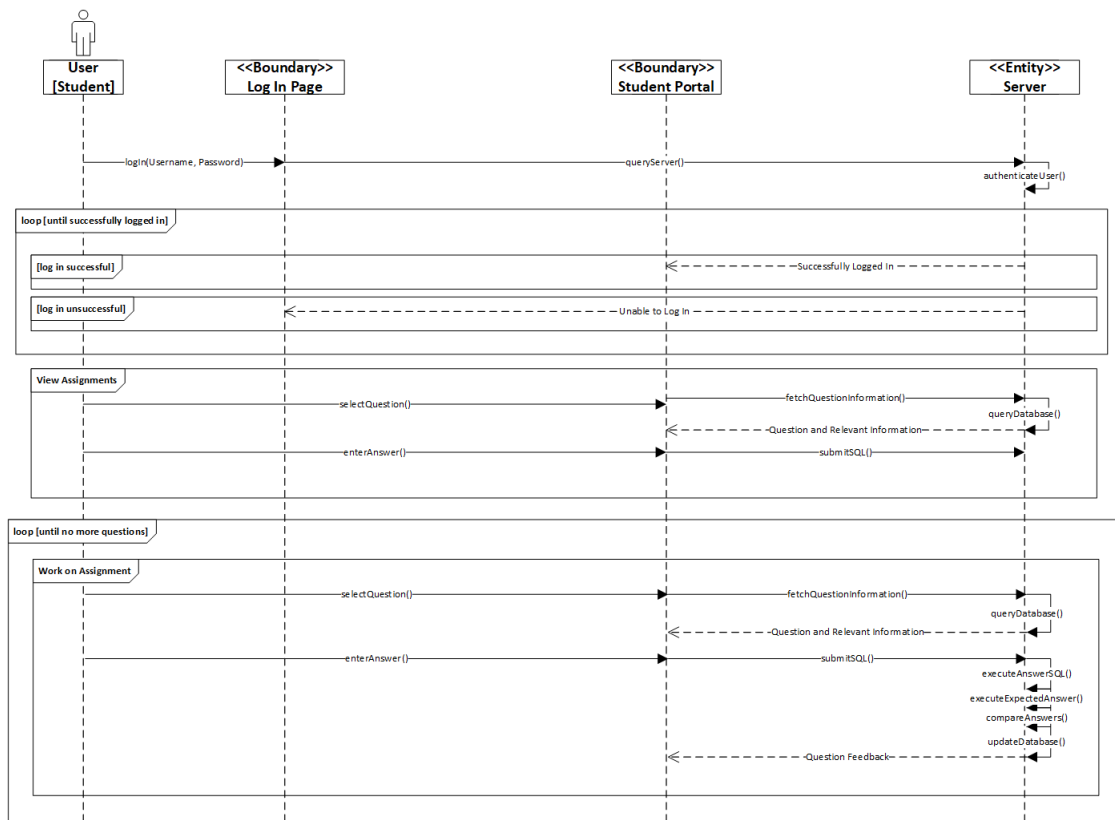 User
[Student]
<<Boundary>>
Log In Page
<<Boundary>>
Student Portal
<<Entity>>
Server
logIn(Username, Password)
queryServer()
authenticateUser()
loop [until successfully logged in]
[log in successful]
Successfully Logged In
[log in unsuccessful]
Unable to Log In
View Assignments
selectQuestion()
fetchQuestionInformation()
queryDatabase()
Question and Relevant Information
enterAnswer()
submitSQL()
loop [until no more questions]
Work on Assignment
selectQuestion()
fetchQuestionInformation()
queryDatabase()
Question and Relevant Information
enterAnswer()
submitSQL()
executeAnswerSQL()
executeExpectedAnswer()
compareAnswers()
updateDatabase()
Question Feedback